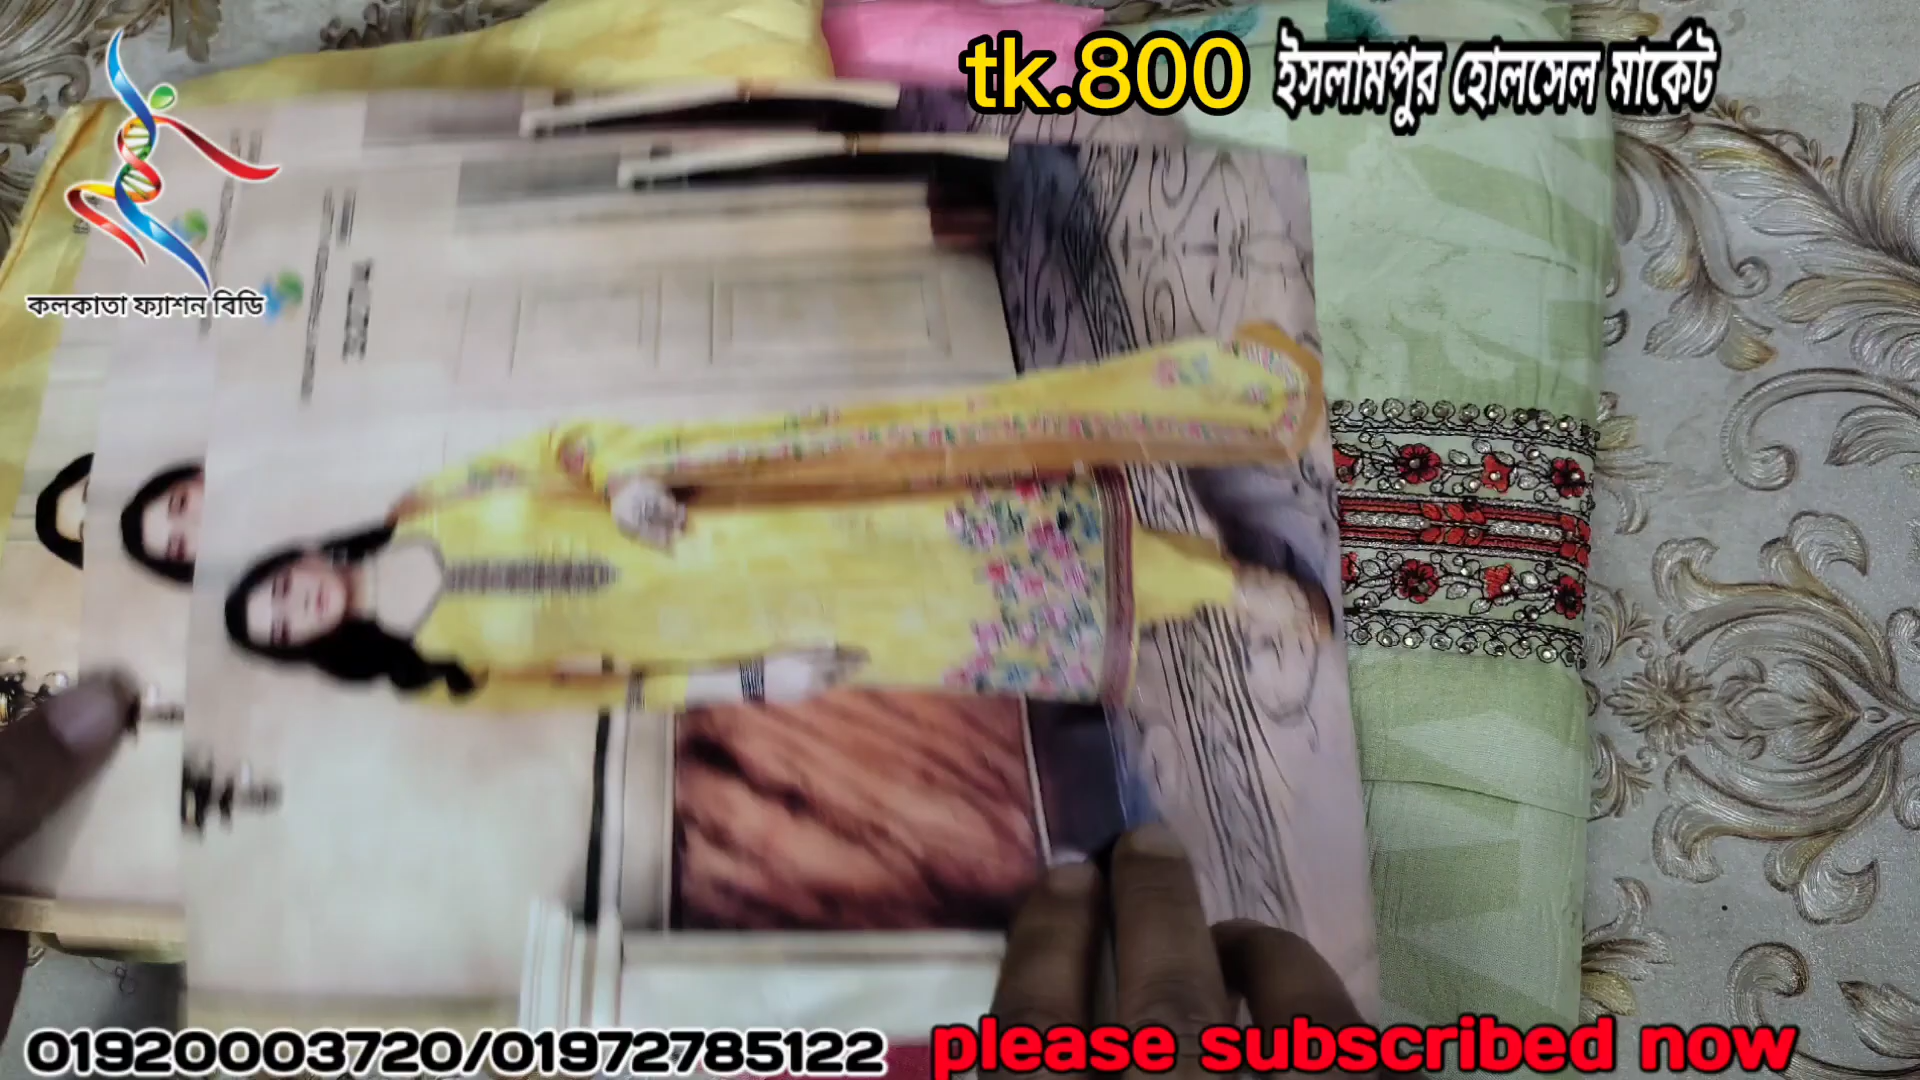 tk.800 ইসলামপুর হোলসেল মার্কেট
কলকাতা ফ্যাশন বিডি
01920003720/01972785122 please subscribed now